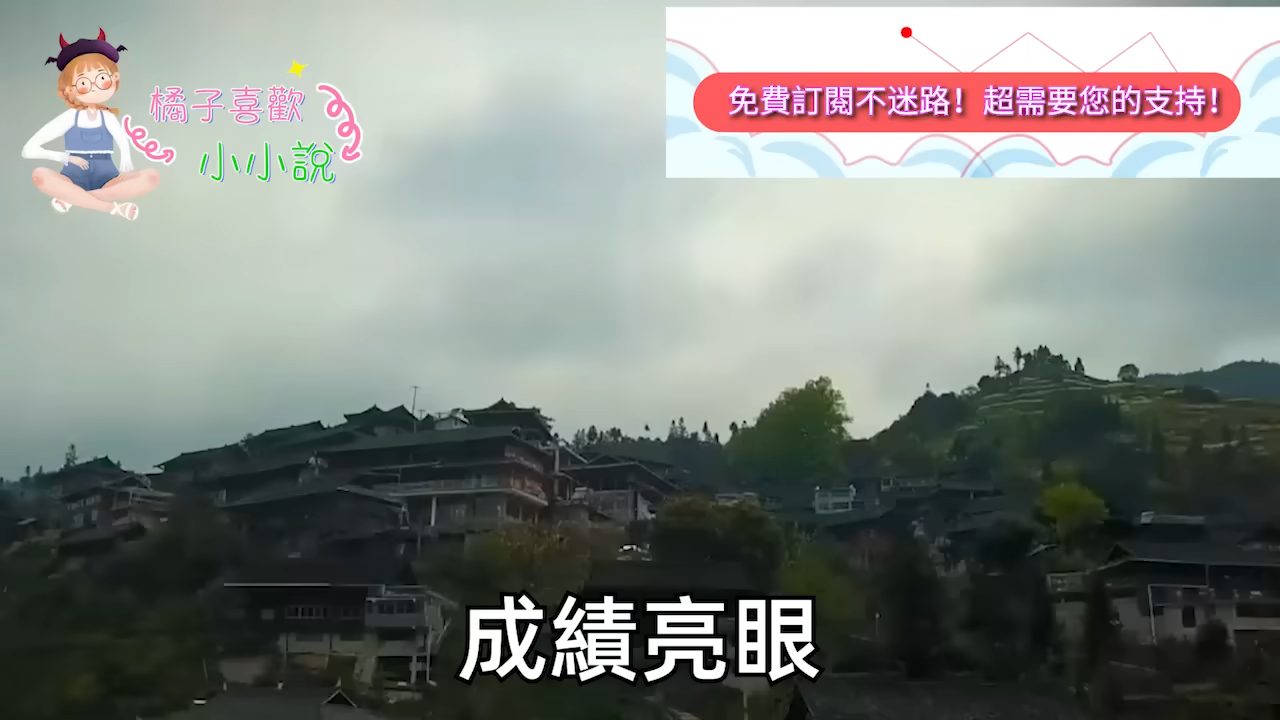 橘子喜歡
小小說
免費訂閱不迷路！超需要您的支持！
成績亮眼